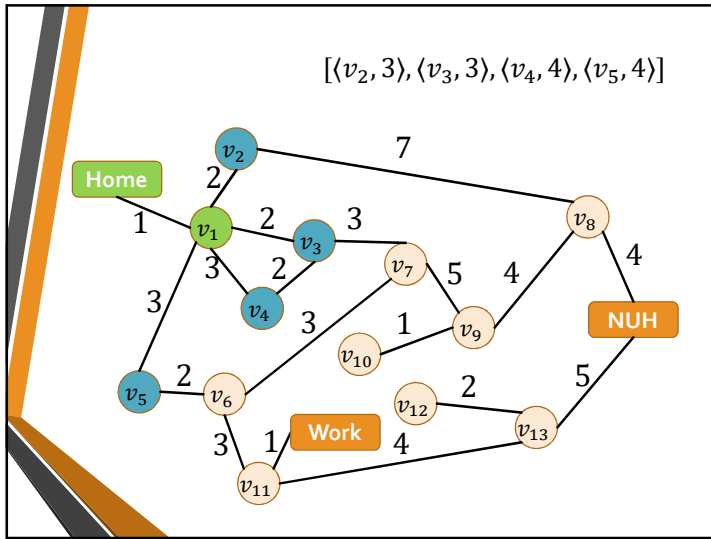 [⟨v₂, 3⟩, ⟨v₃, 3⟩, ⟨v₄, 4⟩, ⟨v₅, 4⟩]
v₂
7
Home
2
1
v₁
2
v₃
3
v₈
3
2
v₇
4
4
5
3
v₄
3
1
v₉
NUH
v₁₀
5
v₅
2
v₆
v₁₂
2
v₁₃
3
1
Work
4
v₁₁